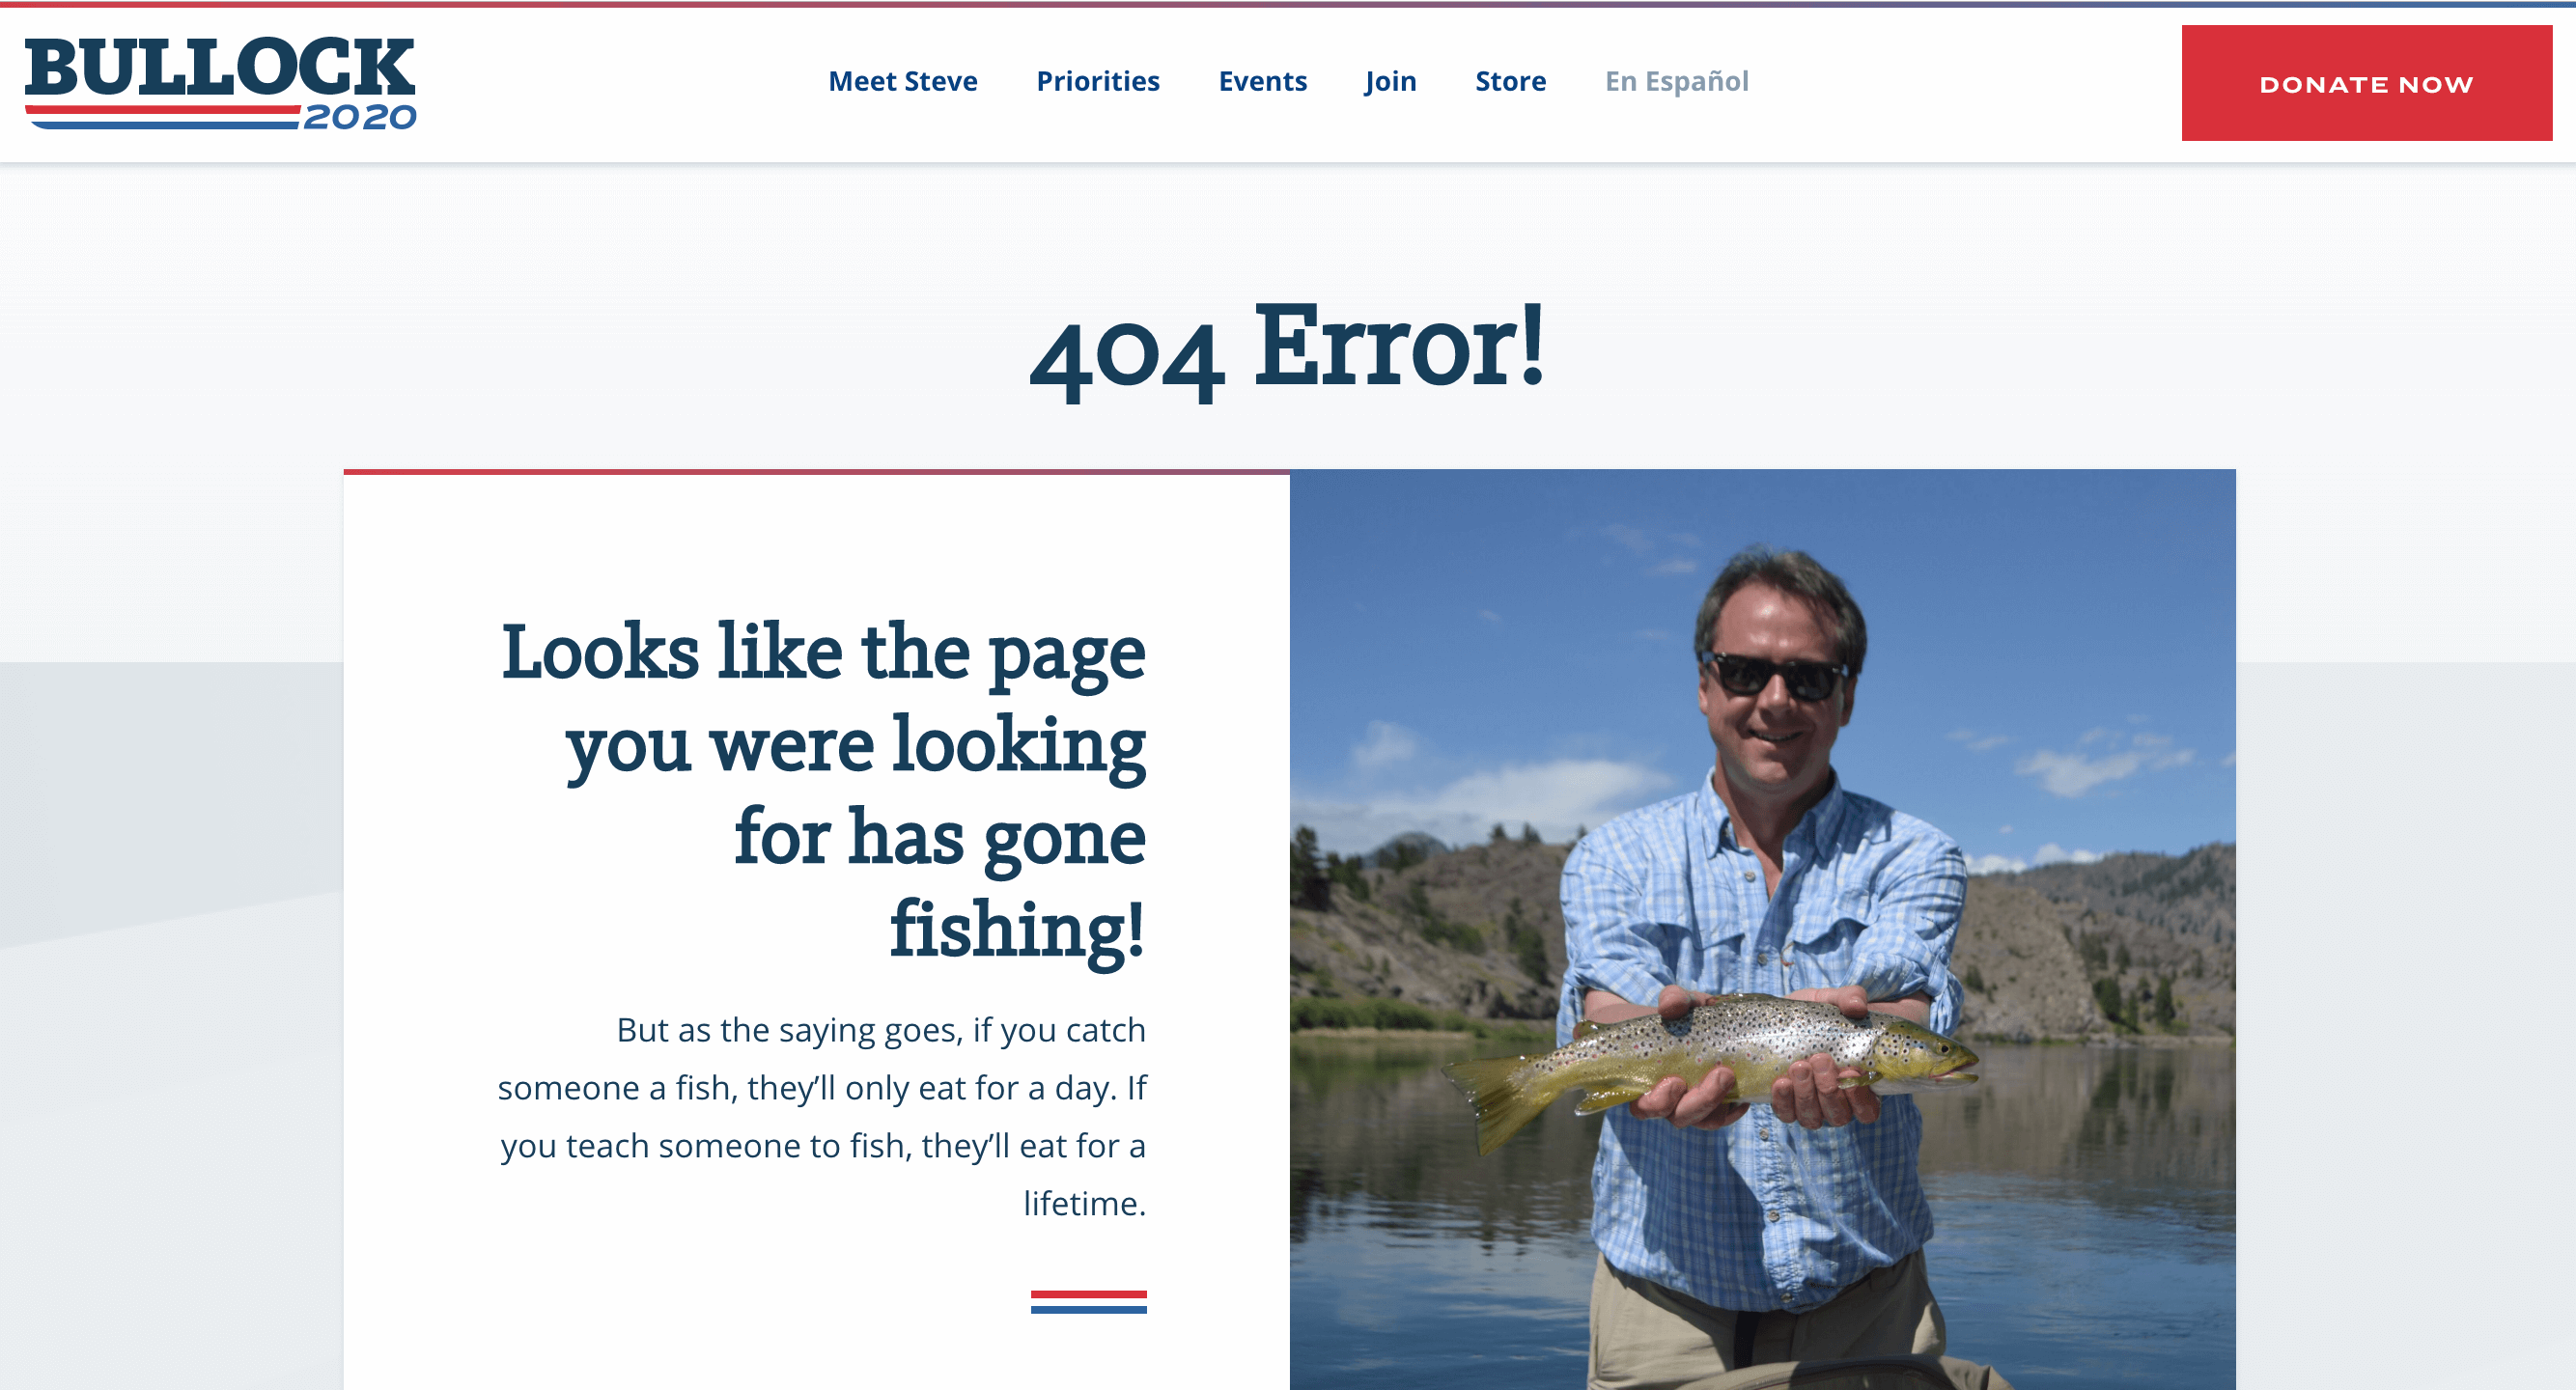 BULLOCK
2020
Meet Steve Priorities Events Join Store En Español
DONATE NOW
404 Error!
Looks like the page
you were looking
for has gone
fishing!
But as the saying goes, if you catch
someone a fish, they’ll only eat for a day. If
you teach someone to fish, they’ll eat for a
lifetime.